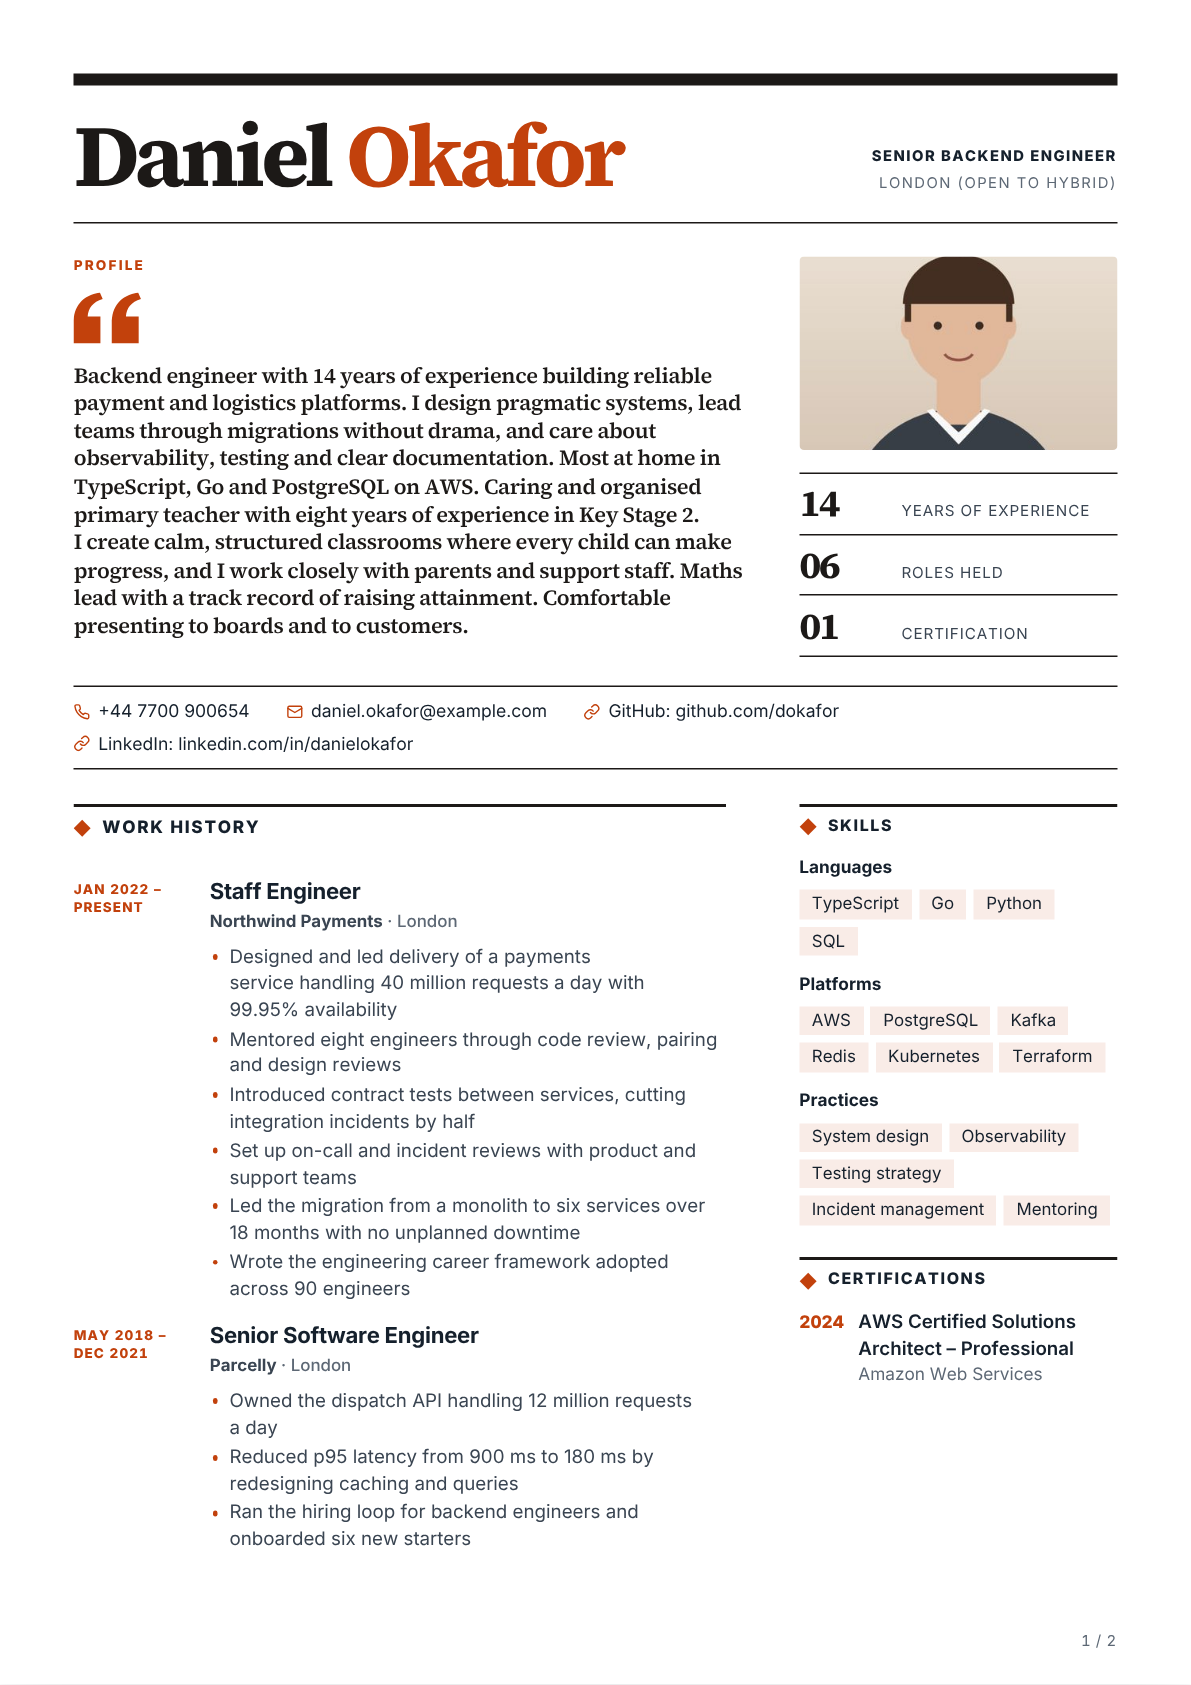 Daniel Okafor
SENIOR BACKEND ENGINEER
LONDON (OPEN TO HYBRID)
PROFILE
“
Backend engineer with 14 years of experience building reliable
payment and logistics platforms. I design pragmatic systems, lead
teams through migrations without drama, and care about
observability, testing and clear documentation. Most at home in
TypeScript, Go and PostgreSQL on AWS. Caring and organised
primary teacher with eight years of experience in Key Stage 2.
I create calm, structured classrooms where every child can make
progress, and I work closely with parents and support staff. Maths
lead with a track record of raising attainment. Comfortable
presenting to boards and to customers.
14 YEARS OF EXPERIENCE
06 ROLES HELD
01 CERTIFICATION
+44 7700 900654 daniel.okafor@example.com GitHub: github.com/dokafor
LinkedIn: linkedin.com/in/danielokafor
WORK HISTORY
JAN 2022 –
PRESENT
Staff Engineer
Northwind Payments · London
• Designed and led delivery of a payments
service handling 40 million requests a day with
99.95% availability
• Mentored eight engineers through code review, pairing
and design reviews
• Introduced contract tests between services, cutting
integration incidents by half
• Set up on-call and incident reviews with product and
support teams
• Led the migration from a monolith to six services over
18 months with no unplanned downtime
• Wrote the engineering career framework adopted
across 90 engineers
MAY 2018 –
DEC 2021
Senior Software Engineer
Parcelly · London
• Owned the dispatch API handling 12 million requests
a day
• Reduced p95 latency from 900 ms to 180 ms by
redesigning caching and queries
• Ran the hiring loop for backend engineers and
onboarded six new starters
SKILLS
Languages
TypeScript Go Python
SQL
Platforms
AWS PostgreSQL Kafka
Redis Kubernetes Terraform
Practices
System design Observability
Testing strategy
Incident management Mentoring
CERTIFICATIONS
2024 AWS Certified Solutions
Architect – Professional
Amazon Web Services
1 / 2